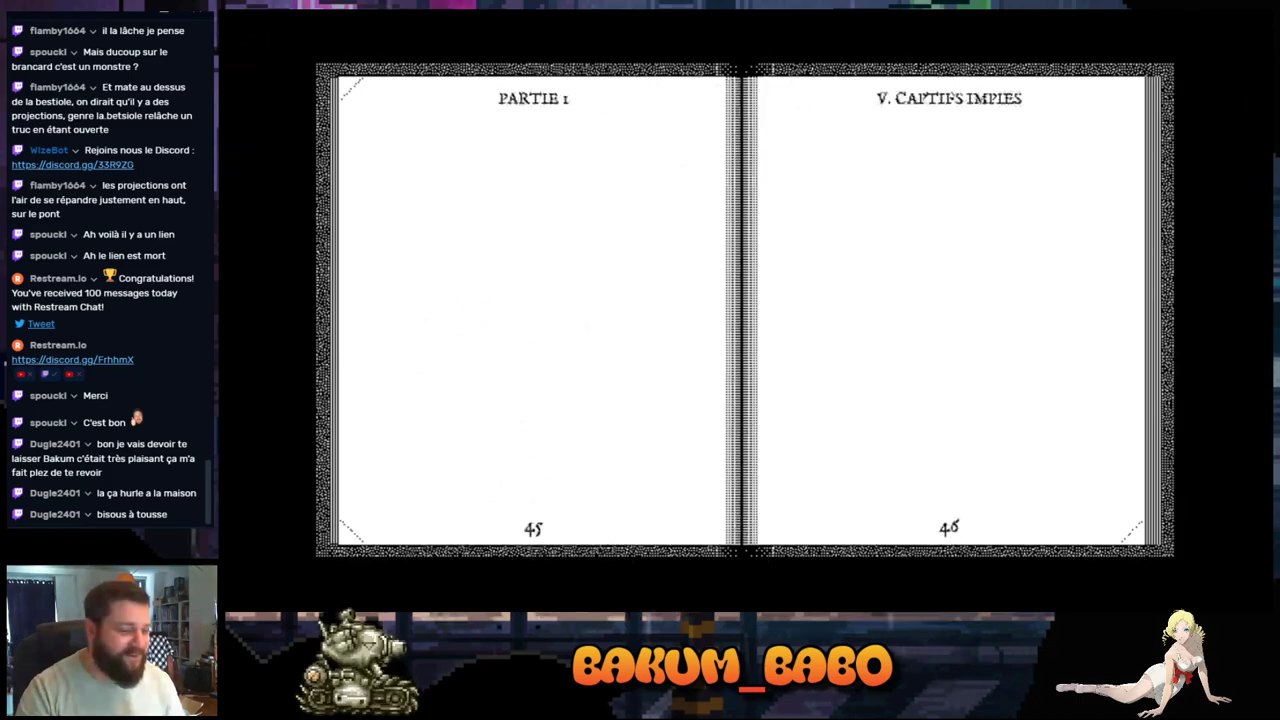 flamby1664 il la lâche je pense
spouckl Mais ducoup sur le
brancard c'est un monstre ?
flamby1664 Et mate au dessus
de la bestiole, on dirait qu'il y a des
projections, genre la betsiole relâche un
truc en étant ouverte
WizeBot Rejoins nous le Discord :
https://discord.gg/33R9ZG
flamby1664 les projections ont
l'air de se répandre justement en haut,
sur le pont
spouckl Ah voilà il y a un lien
spouckl Ah le lien est mort
Restream.io Congratulations!
You've received 100 messages today
with Restream Chat!
Tweet
Restream.io
https://discord.gg/FrhhmX
spouckl Merci
spouckl C'est bon
Dugle2401 bon je vais devoir te
laisser Bakum c'était très plaisant ça m'a
fait plez de te revoir
Dugle2401 la ça hurle a la maison
Dugle2401 bisous à tousse
PARTIE 1
45
V. CAPTIFS IMPIES
46
BAKUM_BABO